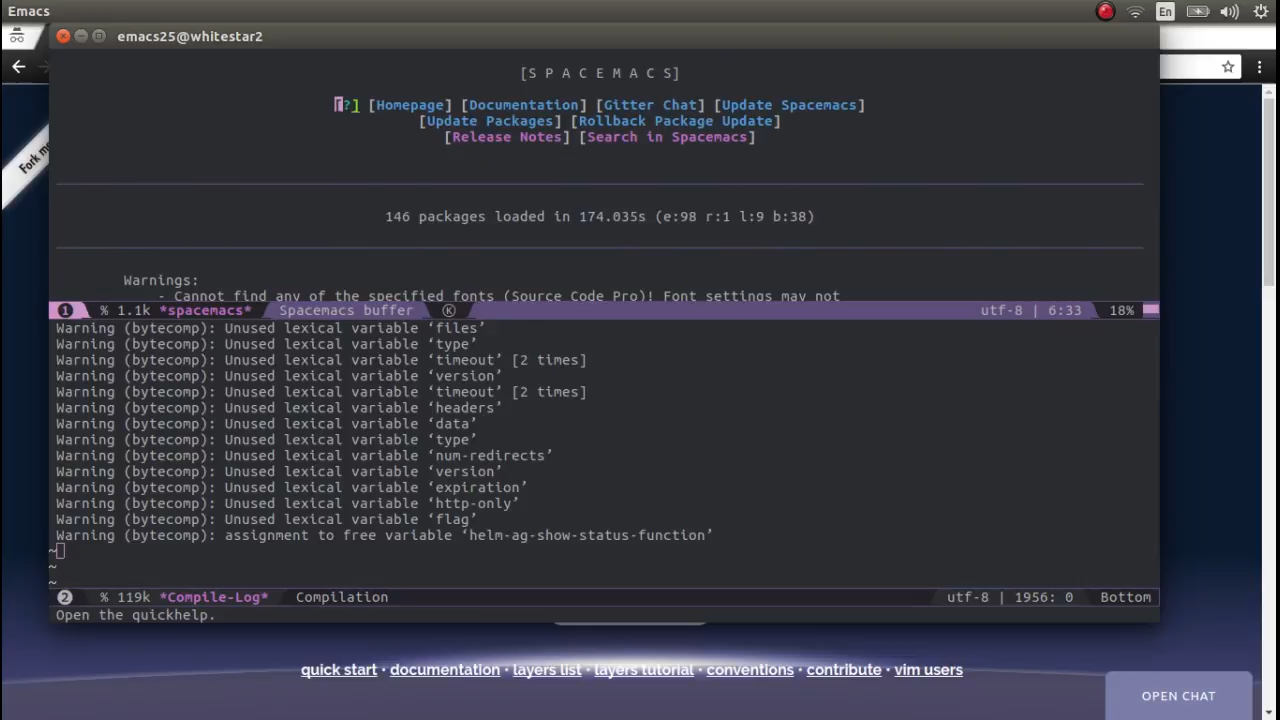 Emacs
En
emacs25@whitestar2
Fork me
[S P A C E M A C S]
[?] [Homepage] [Documentation] [Gitter Chat] [Update Spacemacs]
[Update Packages] [Rollback Package Update]
[Release Notes] [Search in Spacemacs]
146 packages loaded in 174.035s (e:98 r:1 l:9 b:38)
Warnings:
- Cannot find any of the specified fonts (Source Code Pro)! Font settings may not
1 % 1.1k *spacemacs* Spacemacs buffer K utf-8 | 6:33 18%
Warning (bytecomp): Unused lexical variable ‘files’
Warning (bytecomp): Unused lexical variable ‘type’
Warning (bytecomp): Unused lexical variable ‘timeout’ [2 times]
Warning (bytecomp): Unused lexical variable ‘version’
Warning (bytecomp): Unused lexical variable ‘timeout’ [2 times]
Warning (bytecomp): Unused lexical variable ‘headers’
Warning (bytecomp): Unused lexical variable ‘data’
Warning (bytecomp): Unused lexical variable ‘type’
Warning (bytecomp): Unused lexical variable ‘num-redirects’
Warning (bytecomp): Unused lexical variable ‘version’
Warning (bytecomp): Unused lexical variable ‘expiration’
Warning (bytecomp): Unused lexical variable ‘http-only’
Warning (bytecomp): Unused lexical variable ‘flag’
Warning (bytecomp): assignment to free variable ‘helm-ag-show-status-function’
~
~
~
2 % 119k *Compile-Log* Compilation utf-8 | 1956: 0 Bottom
Open the quickhelp.
quick start · documentation · layers list · layers tutorial · conventions · contribute · vim users
OPEN CHAT